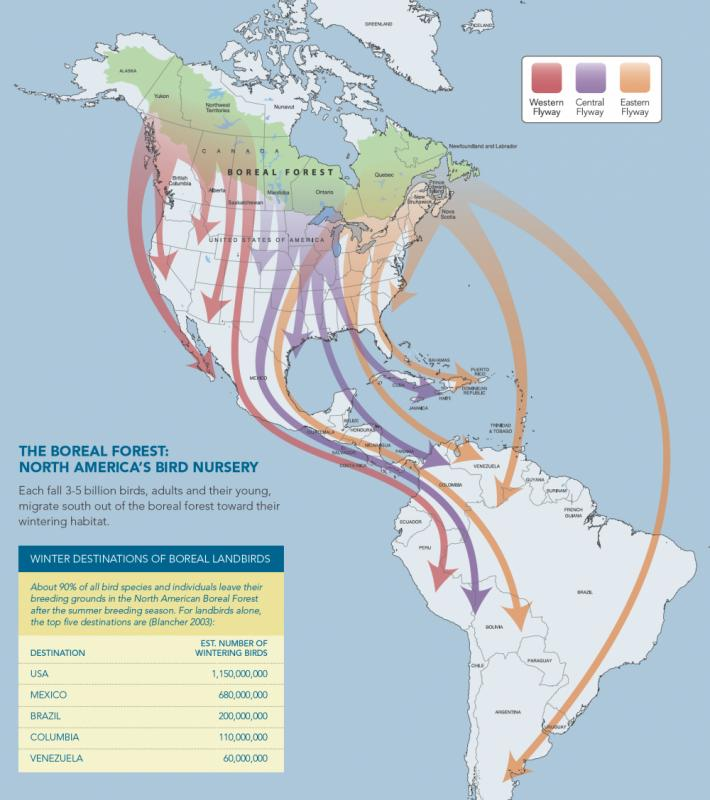 GREENLAND
ICELAND
ALASKA
Yukon
Northwest
Territories
Nunavut
Western
Flyway
Central
Flyway
Eastern
Flyway
CANADA
BOREAL FOREST
Newfoundland and Labrador
British
Columbia
Alberta
Saskatchewan
Manitoba
Ontario
Quebec
Prince
Edward
Island
New
Brunswick
Nova
Scotia
UNITED STATES OF AMERICA
MEXICO
BAHAMAS
CUBA
PUERTO
RICO
DOMINICAN
REPUBLIC
HAITI
JAMAICA
BELIZE
HONDURAS
GUATEMALA
EL
SALVADOR
NICARAGUA
COSTA RICA
PANAMA
TRINIDAD
& TOBAGO
VENEZUELA
GUYANA
SURINAM
FRENCH
GUIANA
COLOMBIA
ECUADOR
PERU
BRAZIL
BOLIVIA
CHILE
PARAGUAY
ARGENTINA
URUGUAY
THE BOREAL FOREST:
NORTH AMERICA'S BIRD NURSERY
Each fall 3-5 billion birds, adults and their young,
migrate south out of the boreal forest toward their
wintering habitat.
WINTER DESTINATIONS OF BOREAL LANDBIRDS
About 90% of all bird species and individuals leave their
breeding grounds in the North American Boreal Forest
after the summer breeding season. For landbirds alone,
the top five destinations are (Blancher 2003):
DESTINATION EST. NUMBER OF
WINTERING BIRDS
USA 1,150,000,000
MEXICO 680,000,000
BRAZIL 200,000,000
COLUMBIA 110,000,000
VENEZUELA 60,000,000